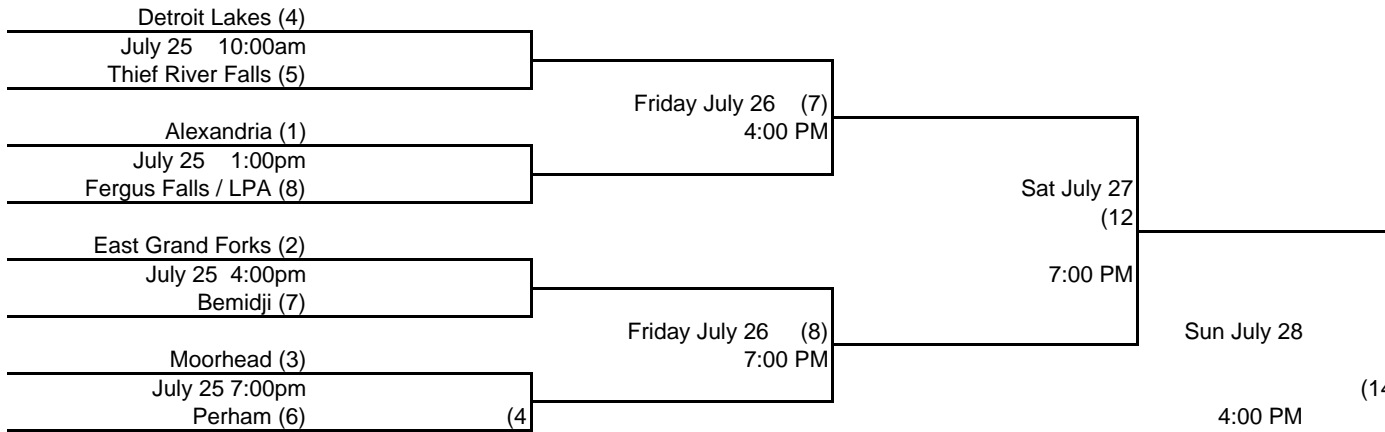 Detroit Lakes (4)
July 25 10:00am
Thief River Falls (5)
Friday July 26 (7)
4:00 PM
Alexandria (1)
July 25 1:00pm
Fergus Falls / LPA (8)
Sat July 27
(12
7:00 PM
East Grand Forks (2)
July 25 4:00pm
Bemidji (7)
Friday July 26 (8)
7:00 PM
Moorhead (3)
July 25 7:00pm
Perham (6) (4
Sun July 28
(14
4:00 PM